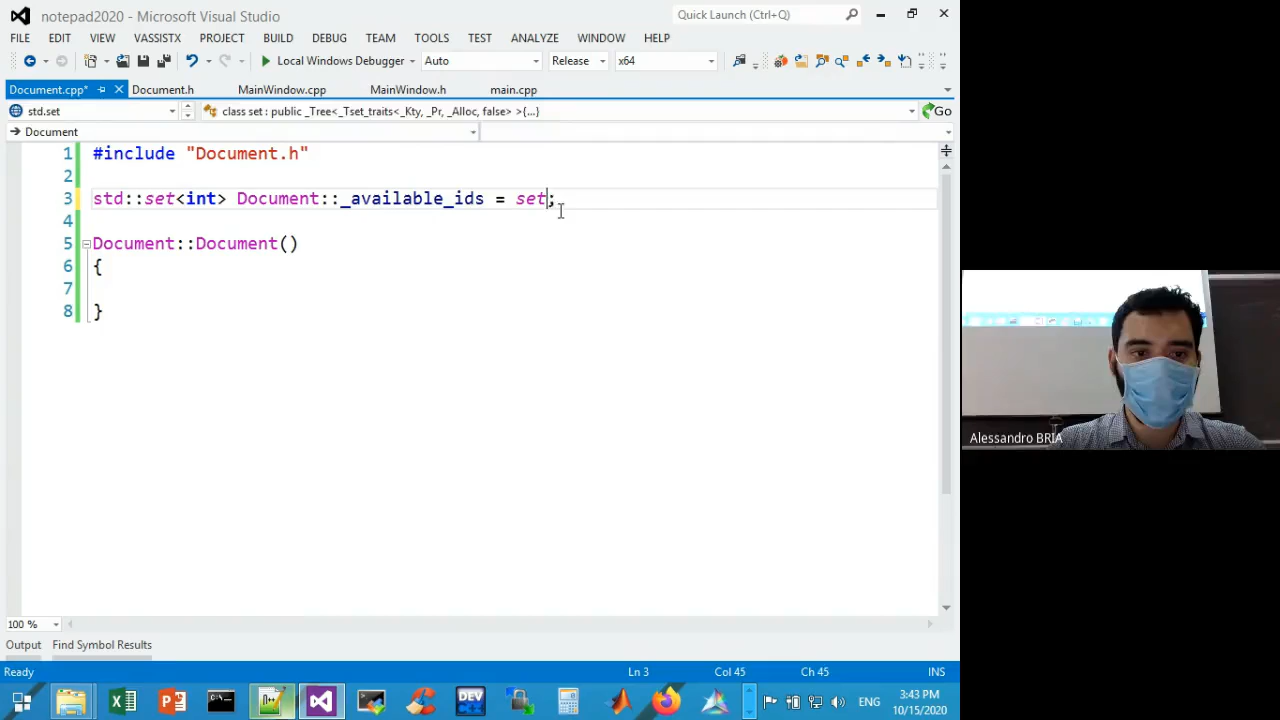 notepad2020 - Microsoft Visual Studio
Quick Launch (Ctrl+Q)
FILE EDIT VIEW VASSISTX PROJECT BUILD DEBUG TEAM TOOLS TEST ANALYZE WINDOW HELP
Local Windows Debugger Auto Release x64
Document.cpp* Document.h MainWindow.cpp MainWindow.h main.cpp
std.set class set : public _Tree<_Tset_traits<_Kty, _Pr, _Alloc, false> >{...} Go
Document
1 #include "Document.h"
2
3 std::set<int> Document::_available_ids = set;
4
5 Document::Document()
6 {
7
8 }
Alessandro BRIA
100 %
Output Find Symbol Results
Ready Ln 3 Col 45 Ch 45 INS
DEV
ENG
3:43 PM
10/15/2020